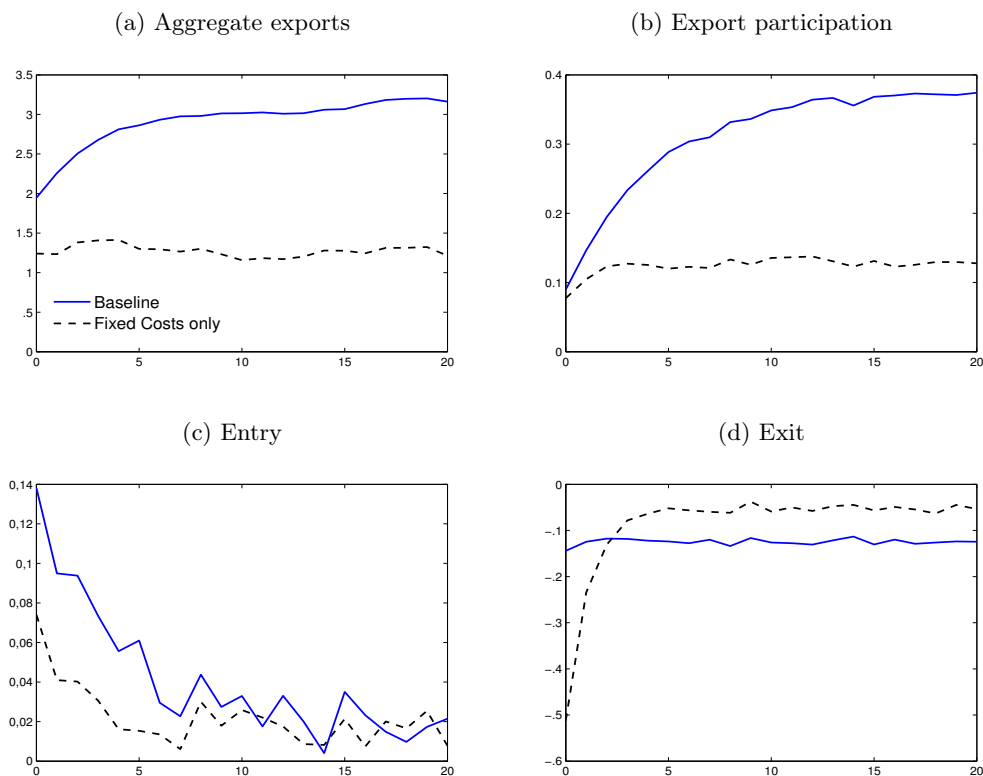 (a) Aggregate exports
(b) Export participation
3.5
3
2.5
2
1.5
1
.5
0
0 5 10 15 20
Baseline
Fixed Costs only
0.4
0.3
0.2
0.1
0
0 5 10 15 20
(c) Entry
(d) Exit
0,14
0,12
0,1
0,08
0,06
0,04
0,02
0
0 5 10 15 20
0
−.1
−.2
−.3
−.4
−.5
−.6
0 5 10 15 20